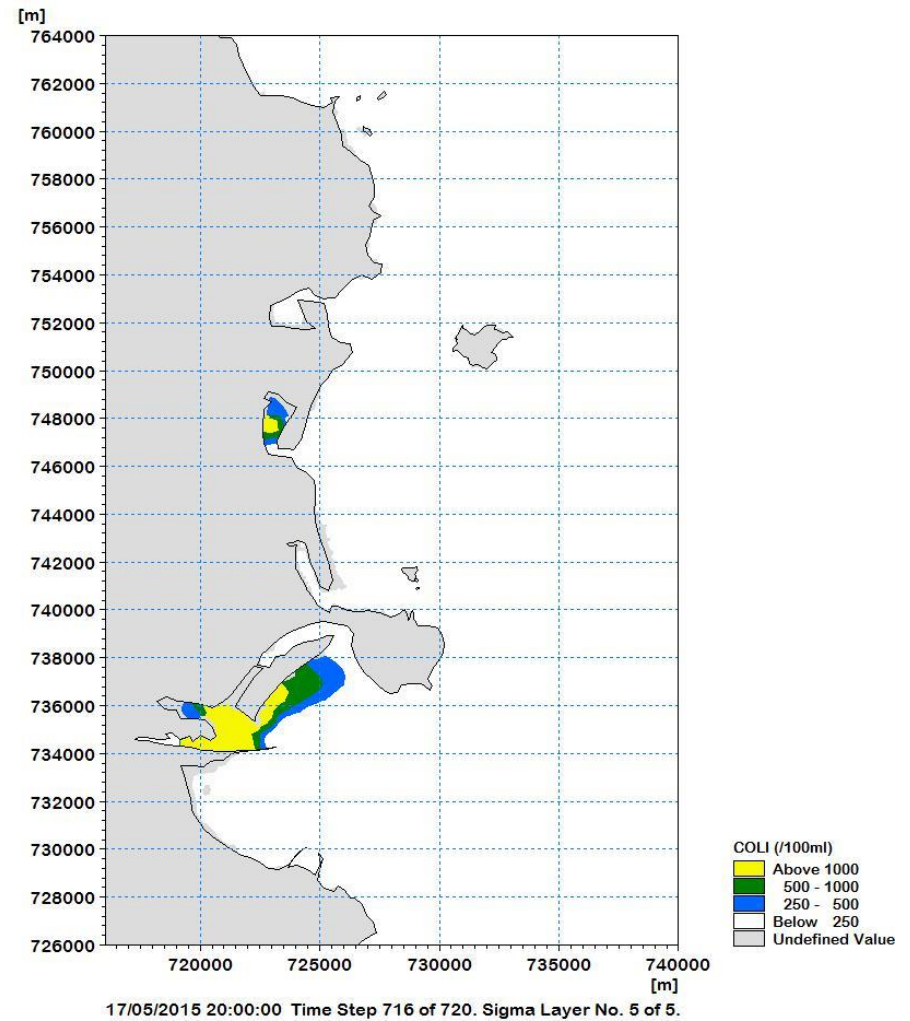 [m]
764000
762000
760000
758000
756000
754000
752000
750000
748000
746000
744000
742000
740000
738000
736000
734000
732000
730000
728000
726000
720000 725000 730000 735000 740000
[m]
COLI (/100ml)
Above 1000
500 - 1000
250 - 500
Below 250
Undefined Value
17/05/2015 20:00:00 Time Step 716 of 720. Sigma Layer No. 5 of 5.